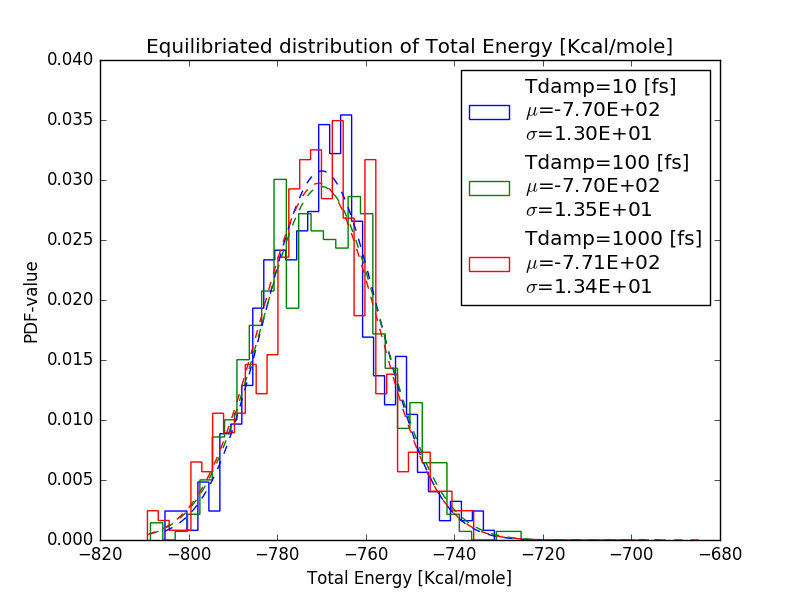 Equilibriated distribution of Total Energy [Kcal/mole]
0.040
0.035
0.030
0.025
0.020
0.015
0.010
0.005
0.000
PDF-value
Tdamp=10 [fs]
μ=-7.70E+02
σ=1.30E+01
Tdamp=100 [fs]
μ=-7.70E+02
σ=1.35E+01
Tdamp=1000 [fs]
μ=-7.71E+02
σ=1.34E+01
−820 −800 −780 −760 −740 −720 −700 −680
Total Energy [Kcal/mole]